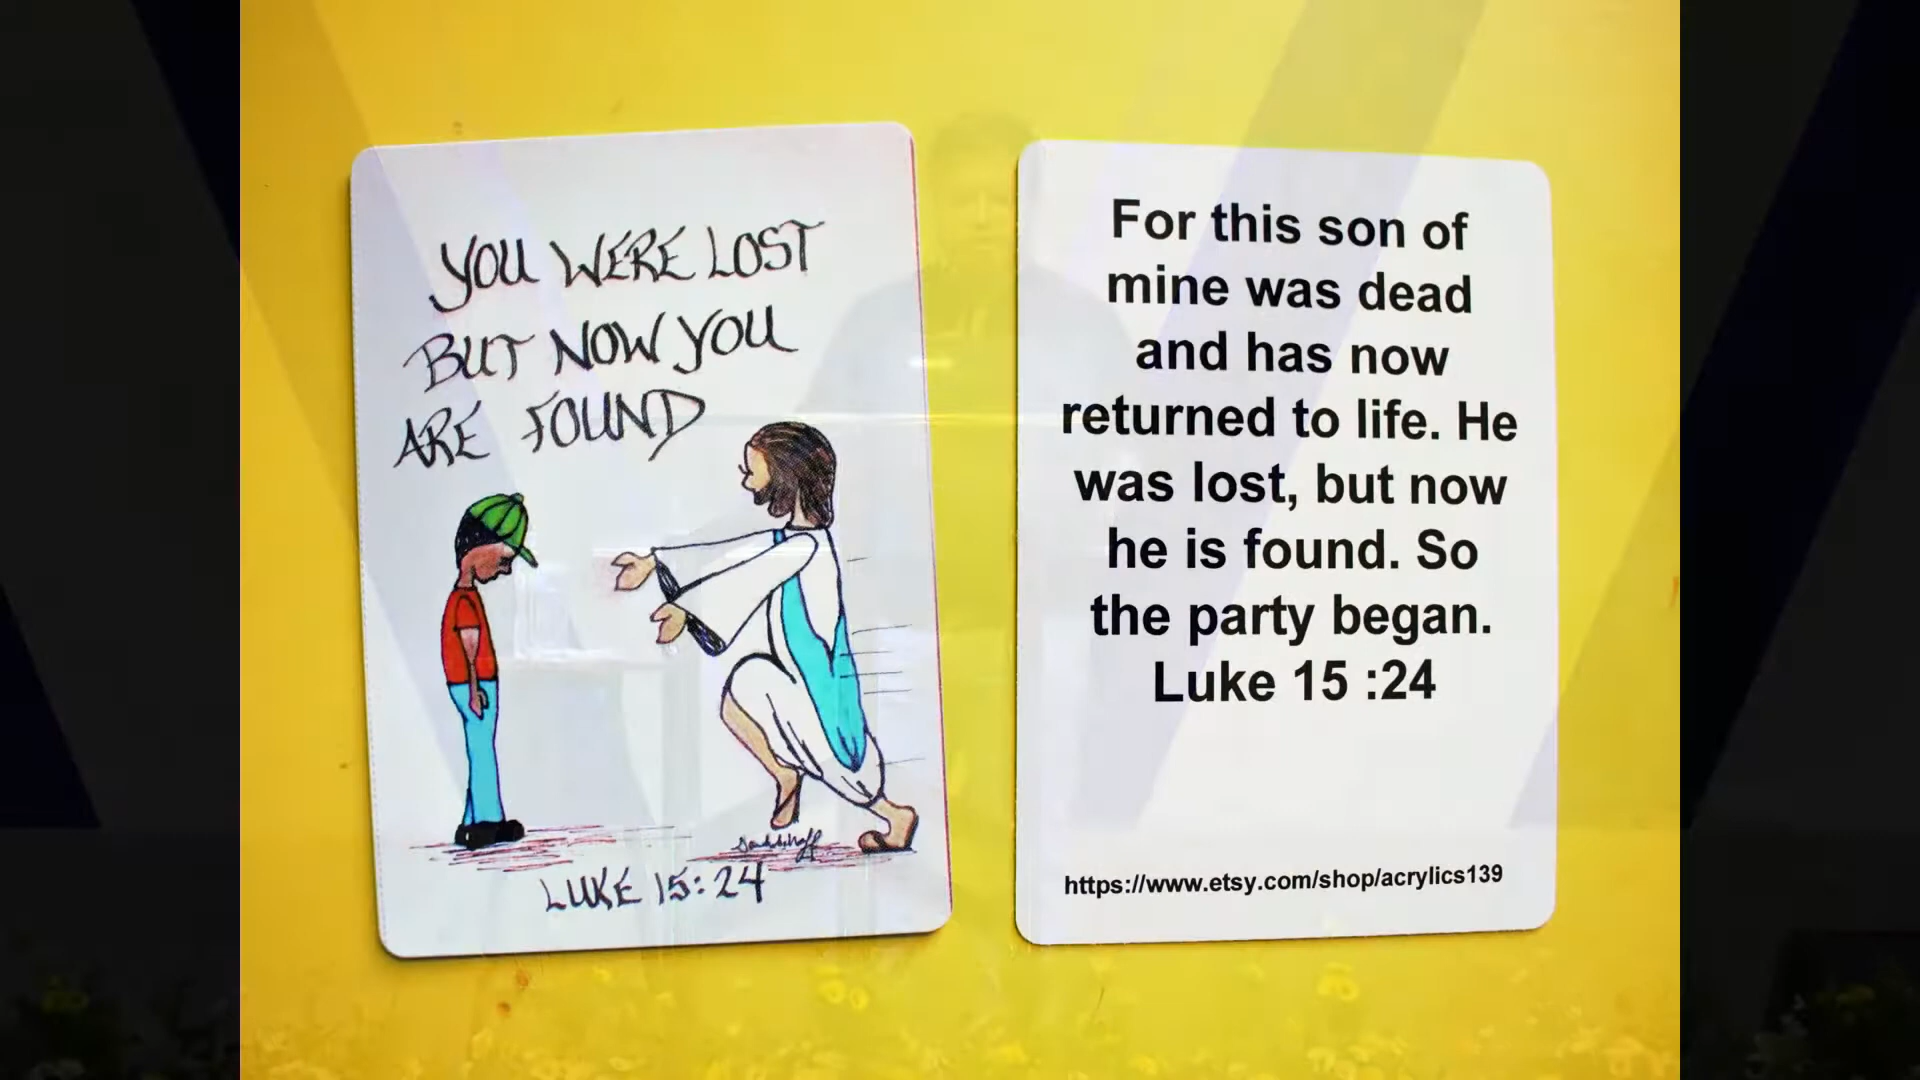 YOU WERE LOST
BUT NOW YOU
ARE FOUND
LUKE 15:24
For this son of
mine was dead
and has now
returned to life. He
was lost, but now
he is found. So
the party began.
Luke 15 :24
https://www.etsy.com/shop/acrylics139